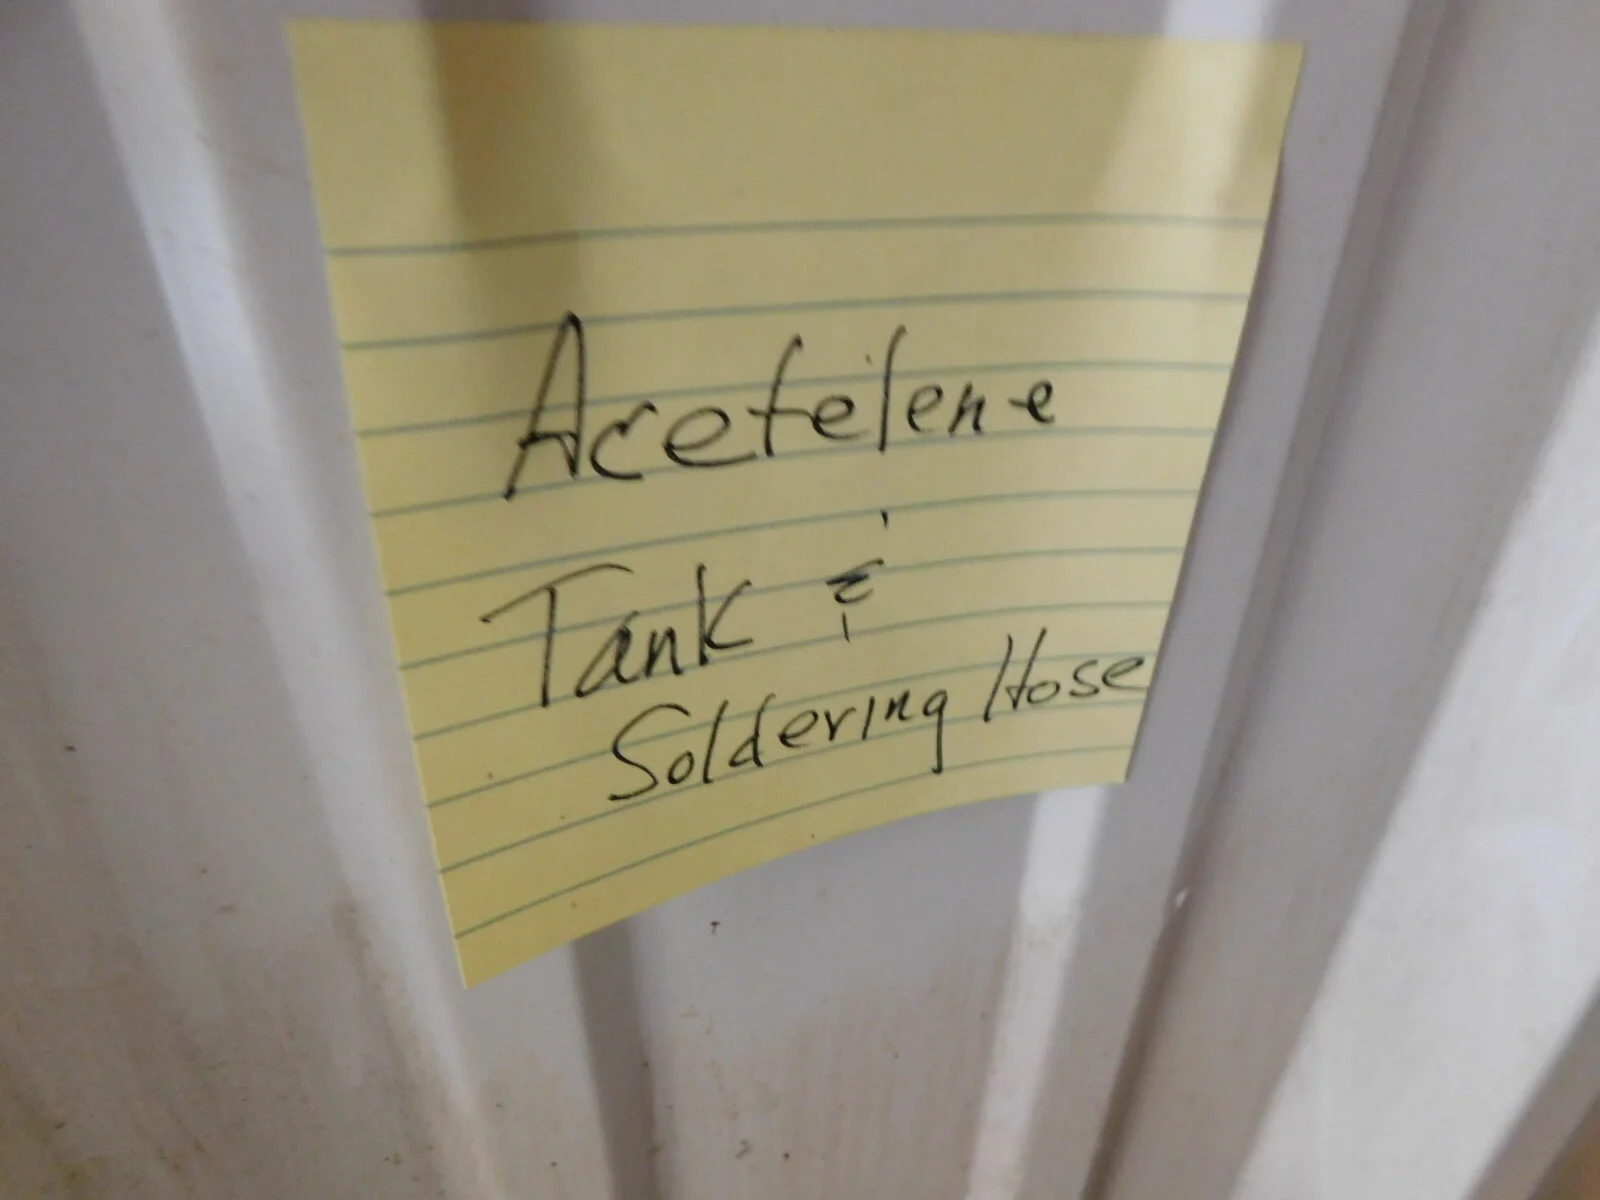 Acetelene
Tank &
Soldering Hose